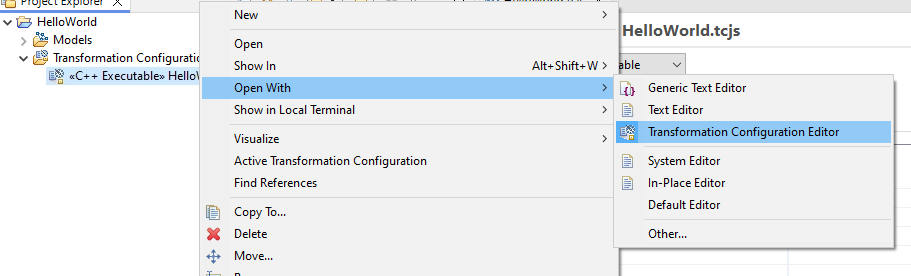 Project Explorer
HelloWorld
Models
Transformation Configuratio
«C++ Executable» HelloW
New
Open
Show In Alt+Shift+W
Open With
Show in Local Terminal
Visualize
Active Transformation Configuration
Find References
Copy To...
Delete
Move...
HelloWorld.tcjs
able
Generic Text Editor
Text Editor
Transformation Configuration Editor
System Editor
In-Place Editor
Default Editor
Other...